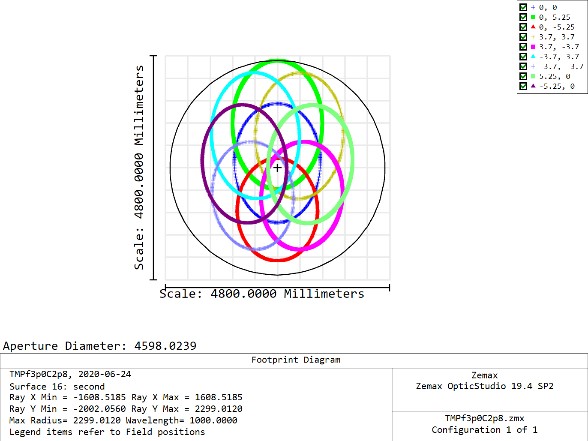 + 0, 0
0, 5.25
0, -5.25
3.7, 3.7
3.7, -3.7
-3.7, 3.7
-3.7, -3.7
5.25, 0
-5.25, 0
Scale: 4800.0000 Millimeters
Scale: 4800.0000 Millimeters
Aperture Diameter: 4598.0239
Footprint Diagram
TMPf3p0C2p8, 2020-06-24
Surface 16: second
Ray X Min = -1608.5185 Ray X Max = 1608.5185
Ray Y Min = -2002.0560 Ray Y Max = 2299.0120
Max Radius= 2299.0120 Wavelength= 1000.0000
Legend items refer to Field positions
Zemax
Zemax OpticStudio 19.4 SP2
TMPf3p0C2p8.zmx
Configuration 1 of 1